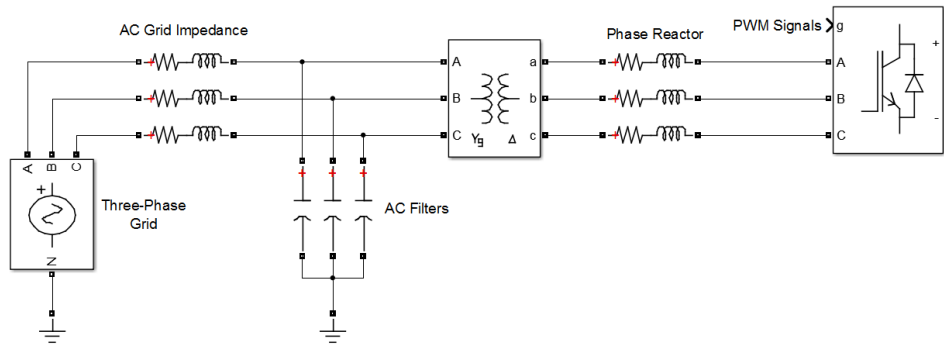 AC Grid Impedance
Phase Reactor
PWM Signals
g
A
B
C
a
b
c
A
B
C
Yg
Δ
+
-
A
B
C
+
N
Three-Phase
Grid
AC Filters